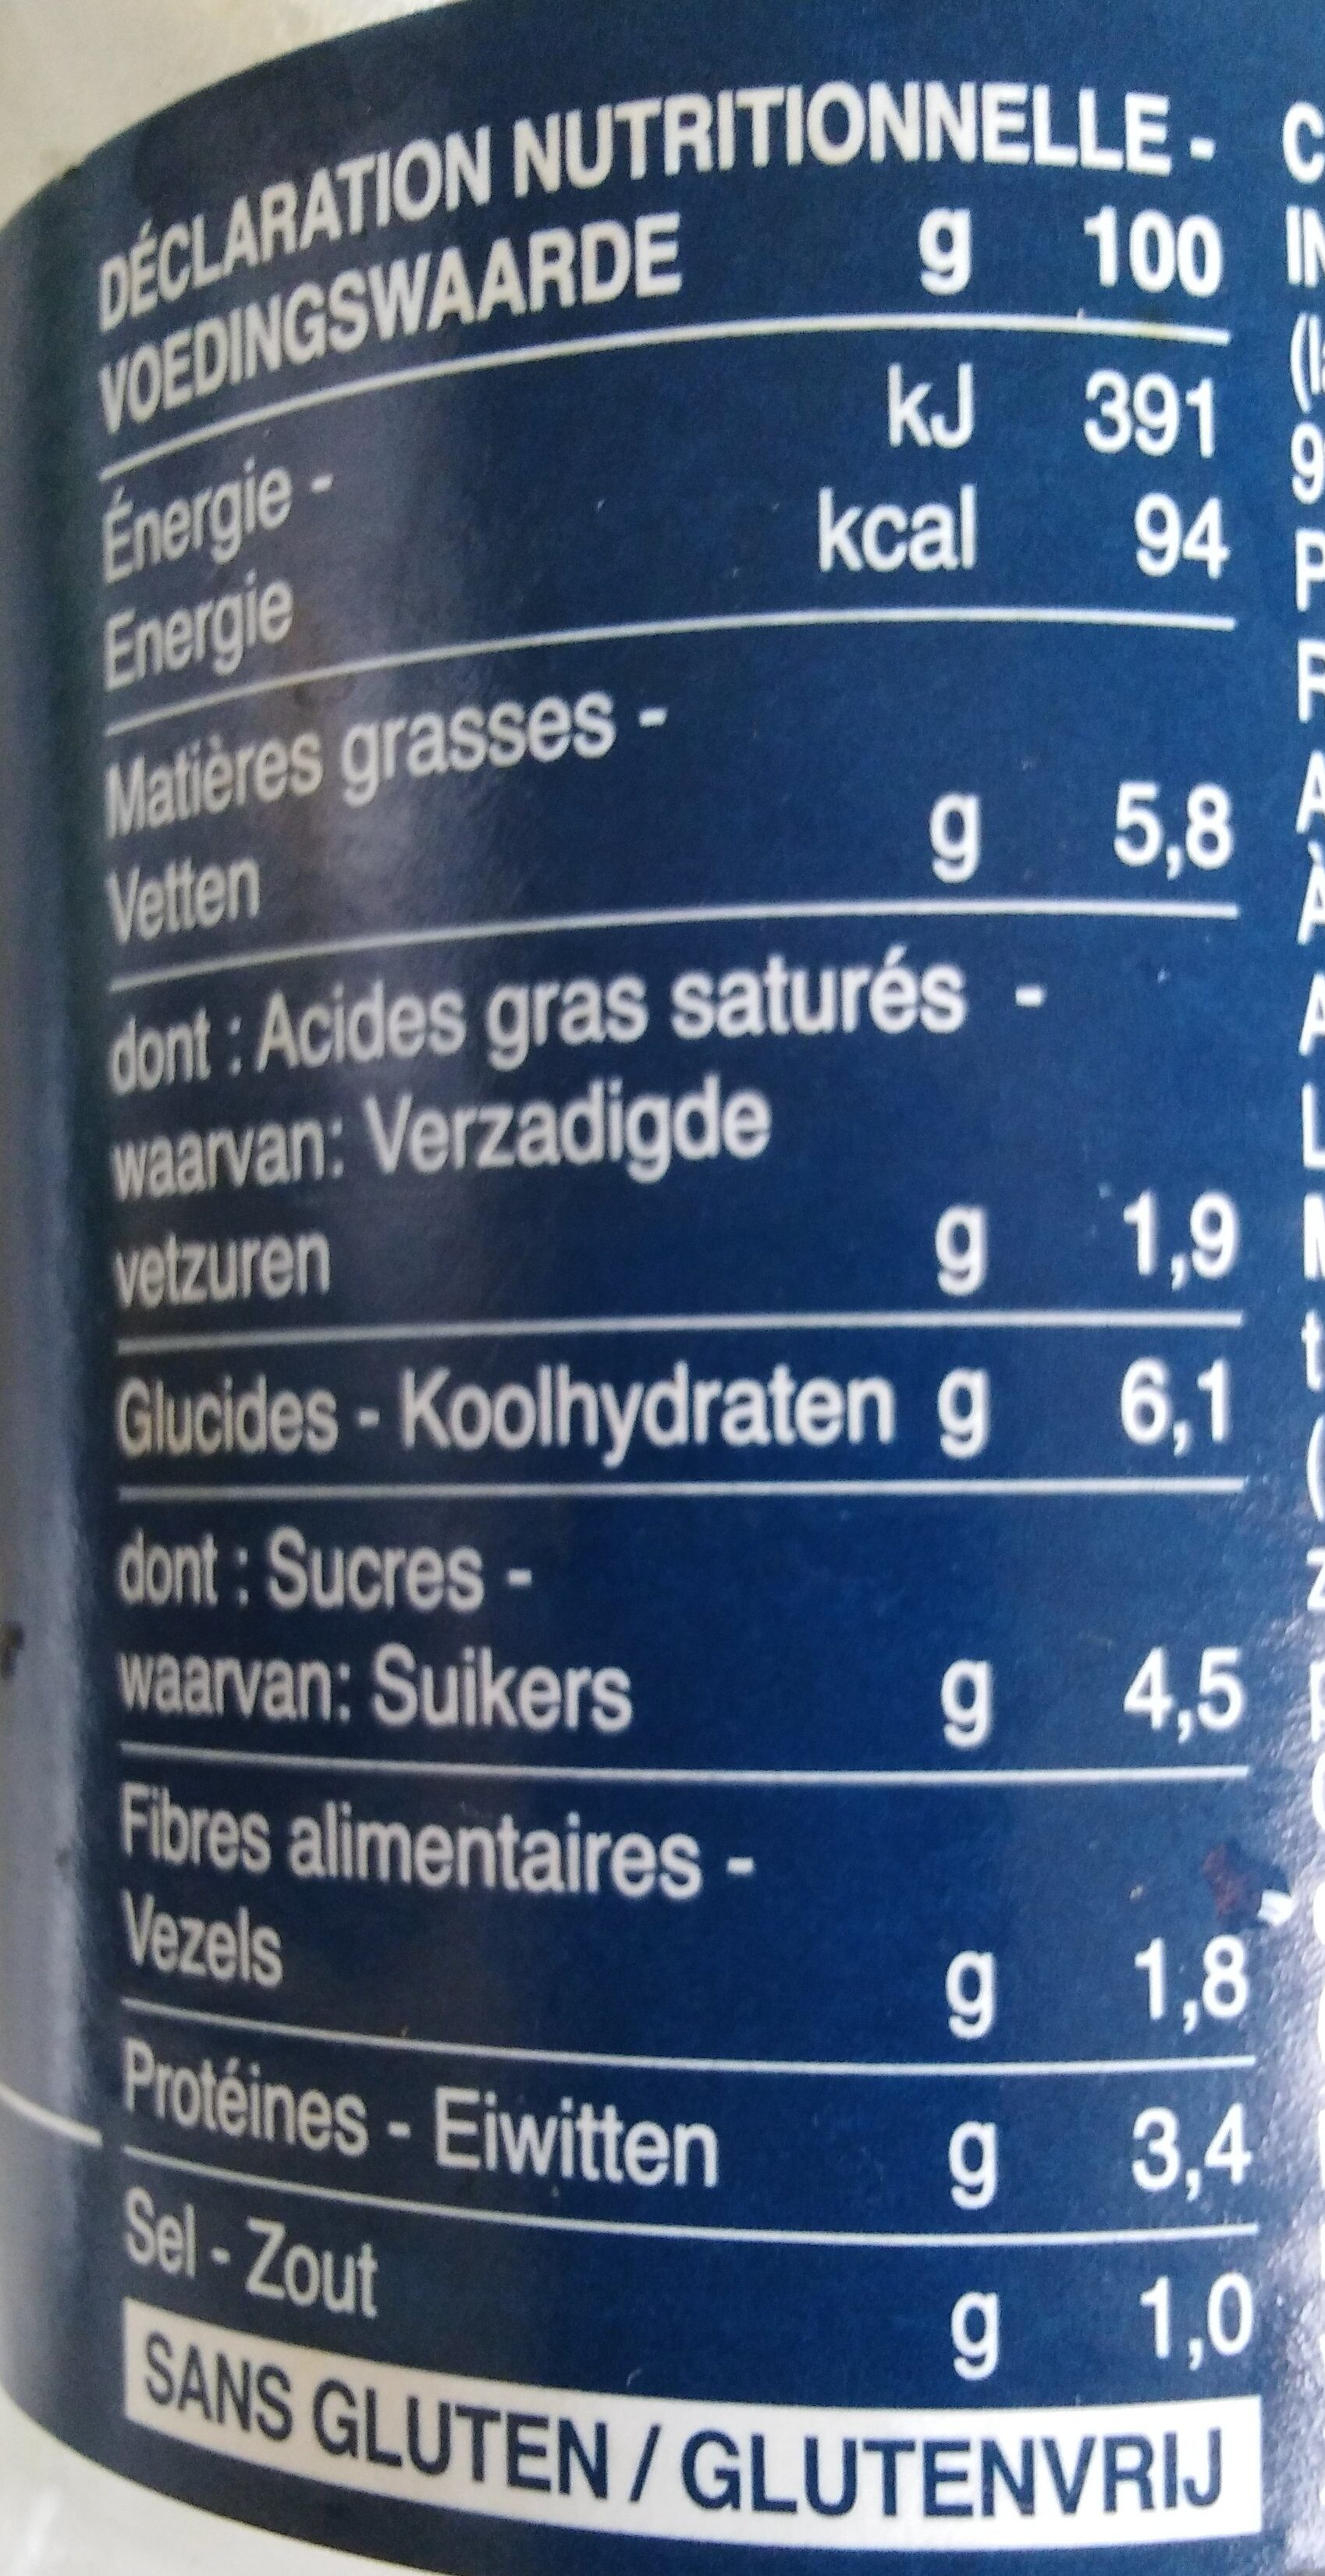 DÉCLARATION NUTRITIONNELLE -
VOEDINGSWAARDE g 100
Énergie - kJ 391
Energie kcal 94
Matières grasses -
Vetten g 5,8
dont : Acides gras saturés -
waarvan: Verzadigde
vetzuren g 1,9
Glucides - Koolhydraten g 6,1
dont : Sucres -
waarvan: Suikers g 4,5
Fibres alimentaires -
Vezels g 1,8
Protéines - Eiwitten g 3,4
Sel - Zout g 1,0
SANS GLUTEN / GLUTENVRIJ